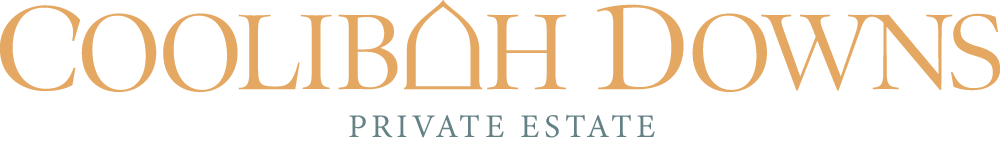 COOLIBAH DOWNS
PRIVATE ESTATE